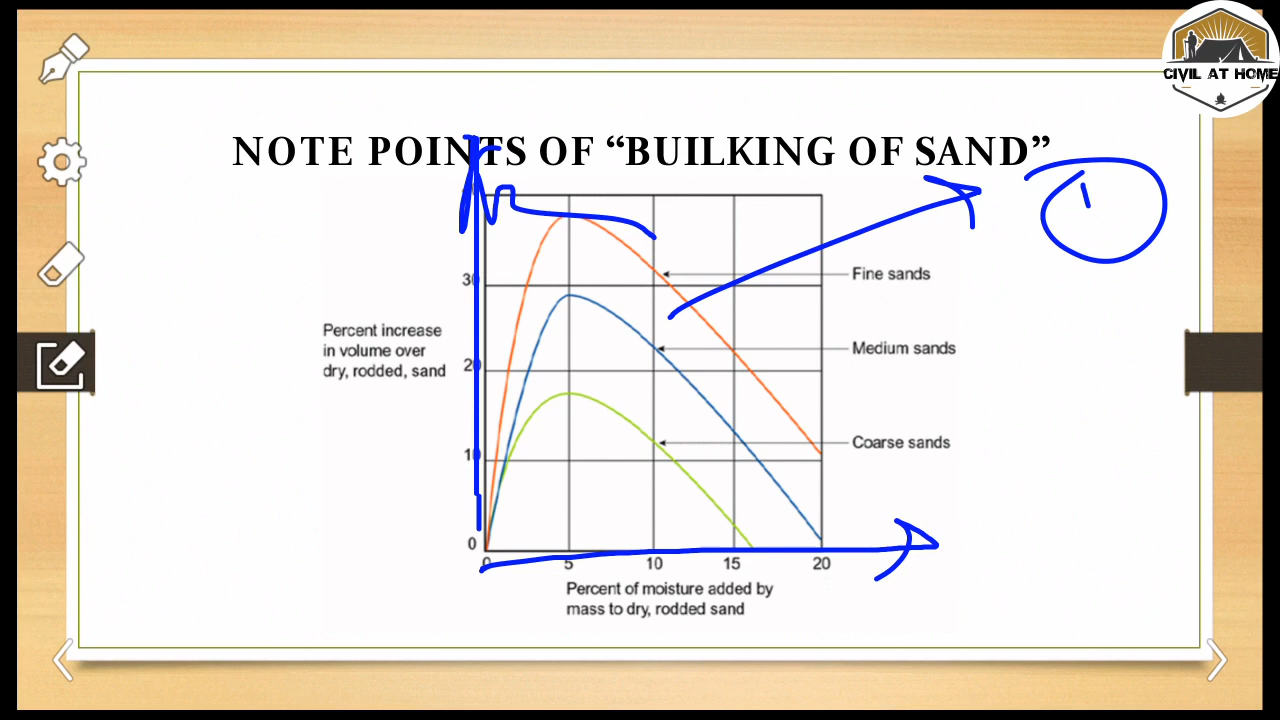 CIVIL AT HOME
NOTE POINTS OF “BUILKING OF SAND”
1
30
Fine sands
Percent increase
in volume over
dry, rodded, sand
Medium sands
20
Coarse sands
10
0
0 5 10 15 20
Percent of moisture added by
mass to dry, rodded sand